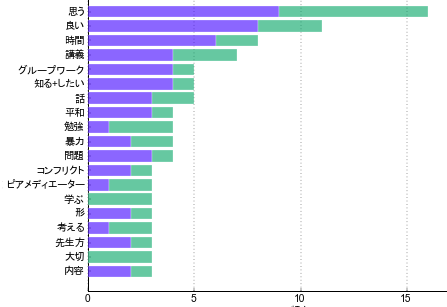 思う
良い
時間
講義
グループワーク
知る+したい
話
平和
勉強
暴力
問題
コンフリクト
ピアメディエーター
学ぶ
形
考える
先生方
大切
内容
0 5 10 15